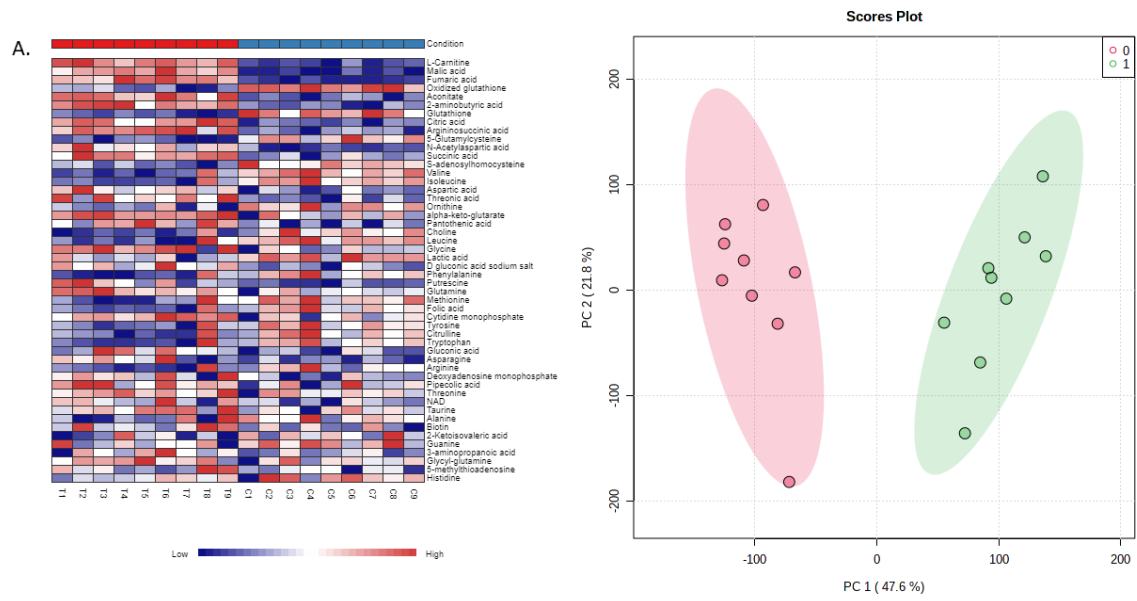 A.
Condition
L-Carnitine
Malic acid
Fumaric acid
Oxidized glutathione
Aconitate
2-aminobutyric acid
Glutathione
Citric acid
Argininosuccinic acid
5-Glutamylcysteine
N-Acetylaspartic acid
Succinic acid
S-adenosylhomocysteine
Valine
Isoleucine
Aspartic acid
Threonic acid
Ornithine
alpha-keto-glutarate
Pantothenic acid
Choline
Leucine
Glycine
Lactic acid
D gluconic acid sodium salt
Phenylalanine
Putrescine
Glutamine
Methionine
Folic acid
Cytidine monophosphate
Tyrosine
Citrulline
Tryptophan
Gluconic acid
Asparagine
Arginine
Deoxyadenosine monophosphate
Pipecolic acid
Threonine
NAD
Taurine
Alanine
Biotin
2-Ketoisovaleric acid
Guanine
3-aminopropanoic acid
Glycyl-glutamine
5-methylthioadenosine
Histidine
T1 T2 T3 T4 T5 T6 T7 T8 T9 C1 C2 C3 C4 C5 C6 C7 C8 C9
Low High
Scores Plot
0
1
PC 2 ( 21.8 %)
200
100
0
-100
-200
-100 0 100 200
PC 1 ( 47.6 %)